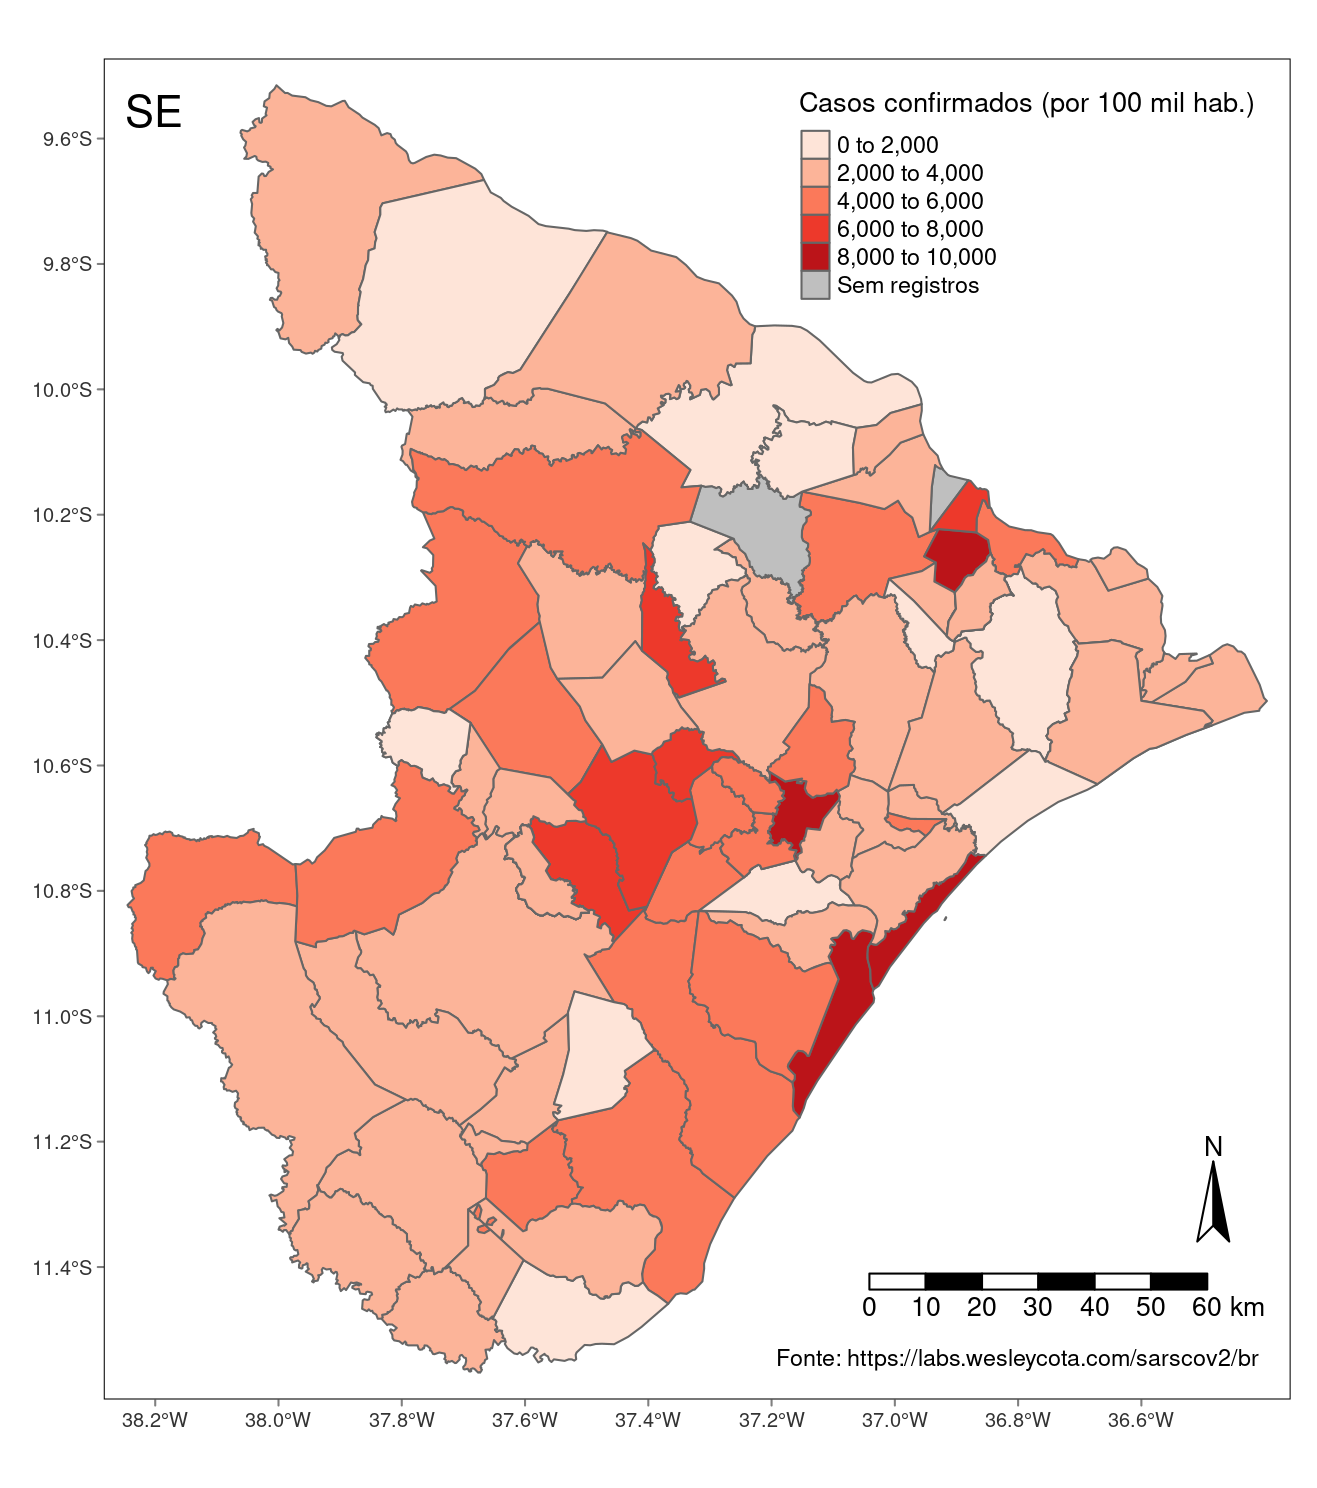 SE
Casos confirmados (por 100 mil hab.)
0 to 2,000
2,000 to 4,000
4,000 to 6,000
6,000 to 8,000
8,000 to 10,000
Sem registros
9.6°S
9.8°S
10.0°S
10.2°S
10.4°S
10.6°S
10.8°S
11.0°S
11.2°S
11.4°S
N
0 10 20 30 40 50 60 km
Fonte: https://labs.wesleycota.com/sarscov2/br
38.2°W 38.0°W 37.8°W 37.6°W 37.4°W 37.2°W 37.0°W 36.8°W 36.6°W